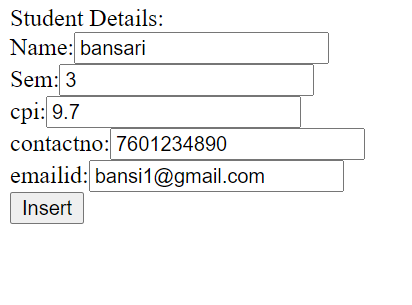 Student Details:
Name: bansari
Sem: 3
cpi: 9.7
contactno: 7601234890
emailid: bansi1@gmail.com
Insert